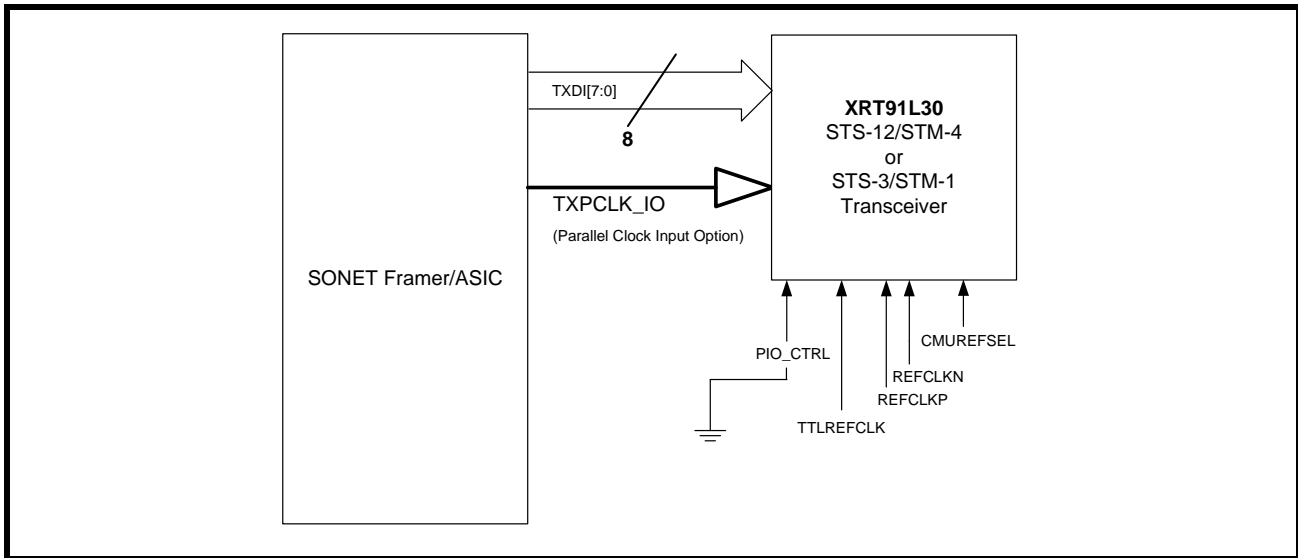 SONET Framer/ASIC
TXDI[7:0]
8
TXPCLK_IO
(Parallel Clock Input Option)
XRT91L30
STS-12/STM-4
or
STS-3/STM-1
Transceiver
PIO_CTRL
TTLREFCLK
REFCLKP
REFCLKN
CMUREFSEL